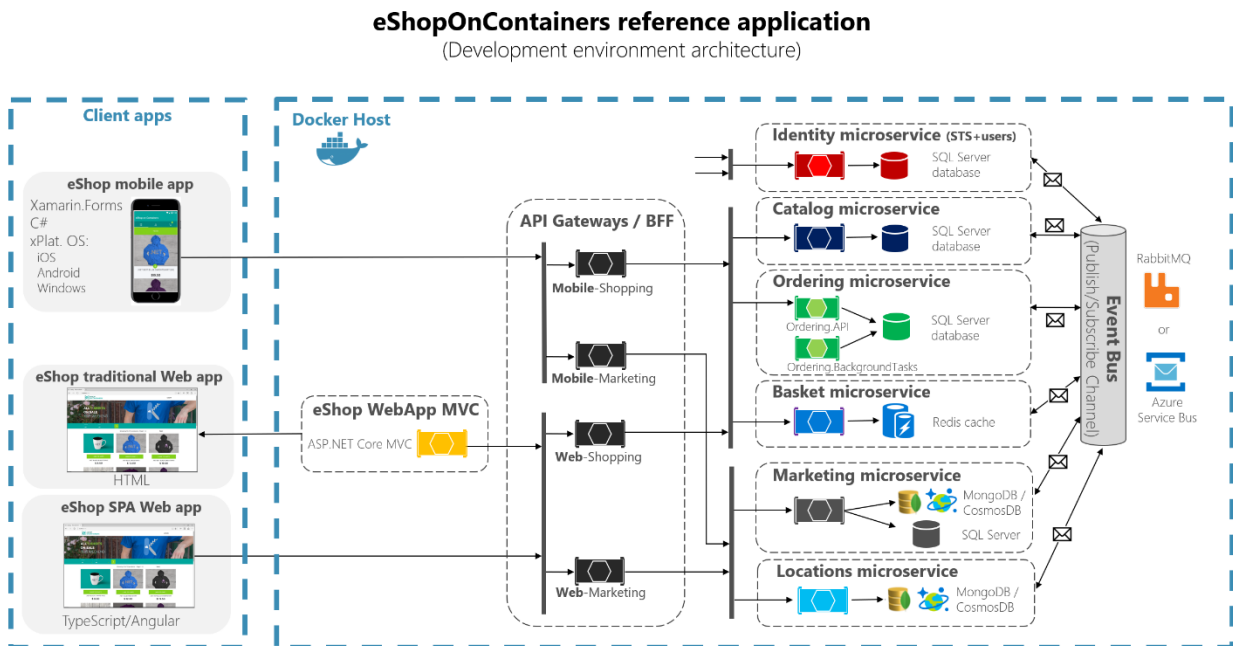 eShopOnContainers reference application
(Development environment architecture)
Client apps
eShop mobile app
Xamarin.Forms
C#
xPlat. OS:
iOS
Android
Windows
eShop traditional Web app
HTML
eShop SPA Web app
TypeScript/Angular
Docker Host
eShop WebApp MVC
ASP.NET Core MVC
API Gateways / BFF
Mobile-Shopping
Mobile-Marketing
Web-Shopping
Web-Marketing
Identity microservice (STS+users)
SQL Server
database
Catalog microservice
SQL Server
database
Ordering microservice
Ordering.API
SQL Server
database
Ordering.BackgroundTasks
Basket microservice
Redis cache
Marketing microservice
MongoDB /
CosmosDB
SQL Server
Locations microservice
MongoDB /
CosmosDB
Event Bus
(Publish/Subscribe Channel)
RabbitMQ
or
Azure
Service Bus